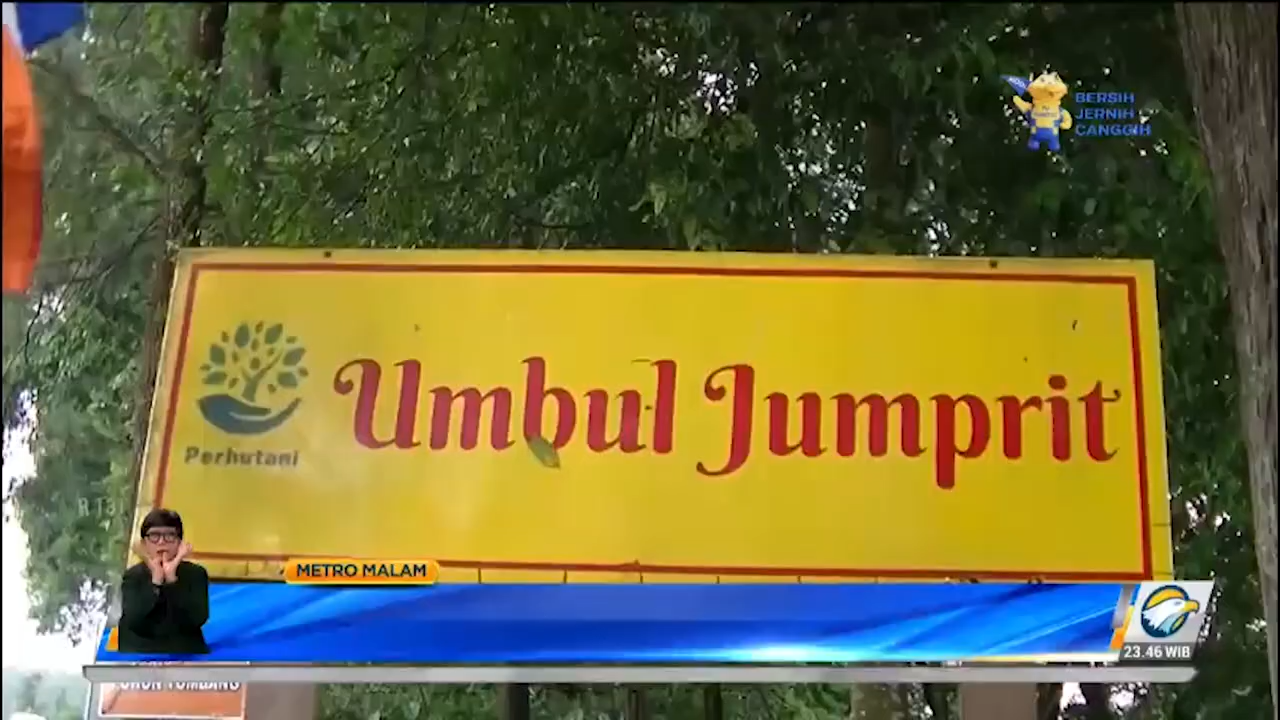 BERSIH
JERNIH
CANGGIH
Umbul Jumprit
Perhutani
METRO MALAM
23.46 WIB